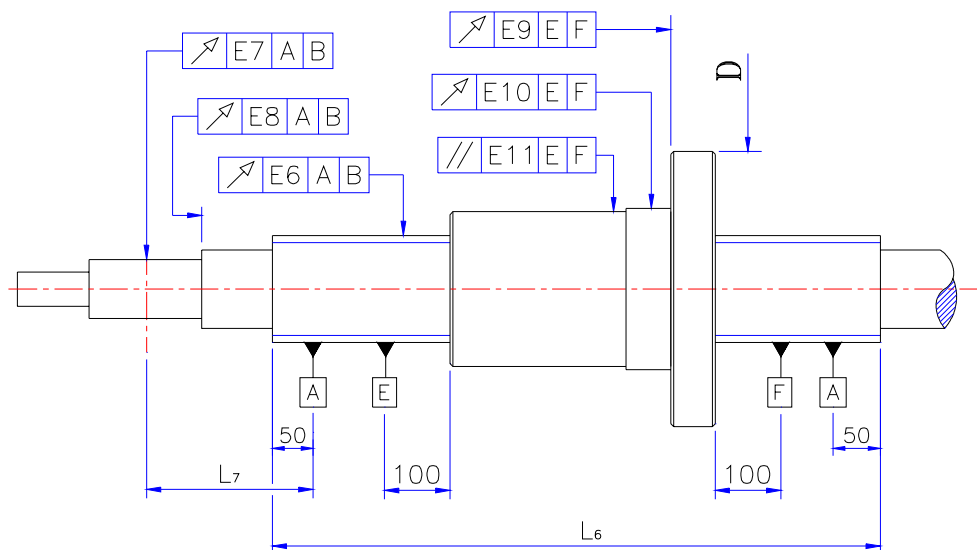 E9 E F
E7 A B
D
E10 E F
E8 A B
// E11 E F
E6 A B
A E F A
50 50
L7 100 100
L6